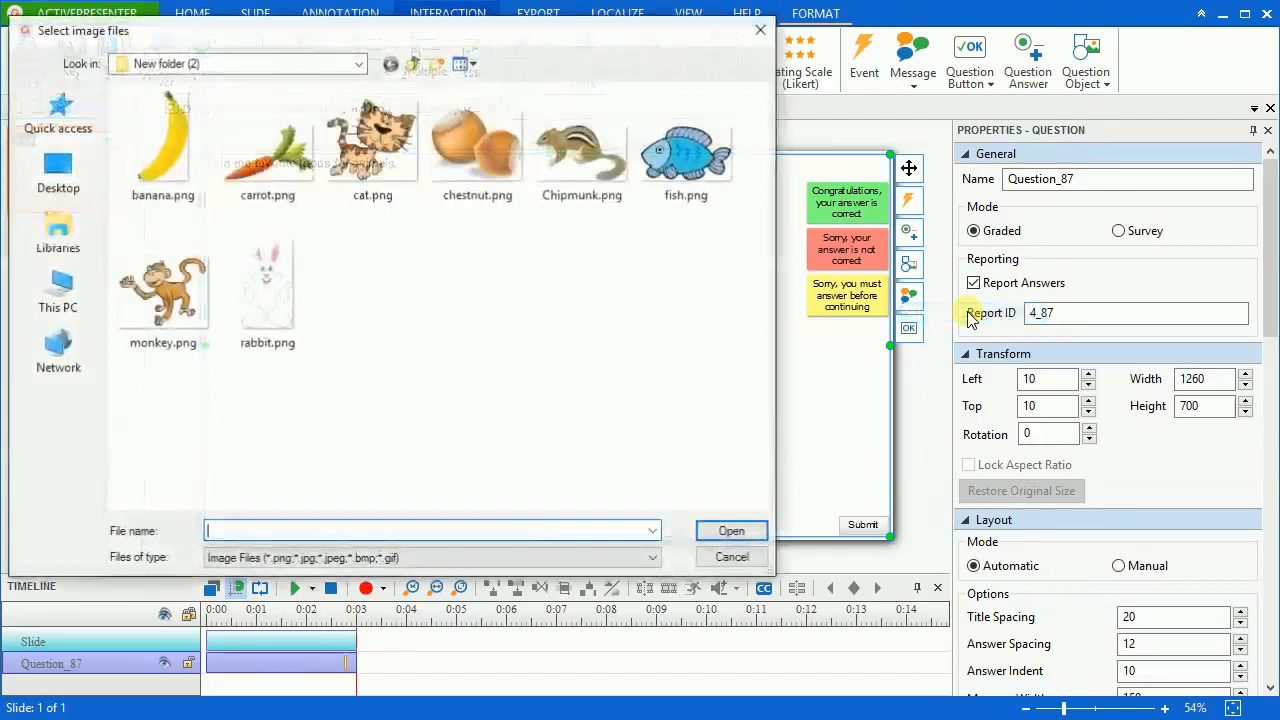 ACTIVEPRESENTER HOME SLIDE ANNOTATION INTERACTION EXPORT LOCALIZE VIEW HELP FORMAT
Select image files
Look in: New folder (2)
Multiple
ating Scale
(Likert)
Event
Message
Question
Button
Question
Answer
Question
Object
Quick access
Desktop
Libraries
This PC
Network
banana.png
carrot.png
cat.png
chestnut.png
Chipmunk.png
fish.png
monkey.png
rabbit.png
File name:
Open
Files of type: Image Files (*.png;*.jpg;*.jpeg;*.bmp;*.gif)
Cancel
Congratulations,
your answer is
correct
Sorry, your
answer is not
correct
Sorry, you must
answer before
continuing
OK
Submit
PROPERTIES - QUESTION
General
Name Question_87
Mode
Graded Survey
Reporting
Report Answers
Report ID 4_87
Transform
Left 10 Width 1260
Top 10 Height 700
Rotation 0
Lock Aspect Ratio
Restore Original Size
Layout
Mode
Automatic Manual
Options
Title Spacing 20
Answer Spacing 12
Answer Indent 10
TIMELINE
CC
0:00 0:01 0:02 0:03 0:04 0:05 0:06 0:07 0:08 0:09 0:10 0:11 0:12 0:13 0:14
Slide
Question_87
Slide: 1 of 1
54%